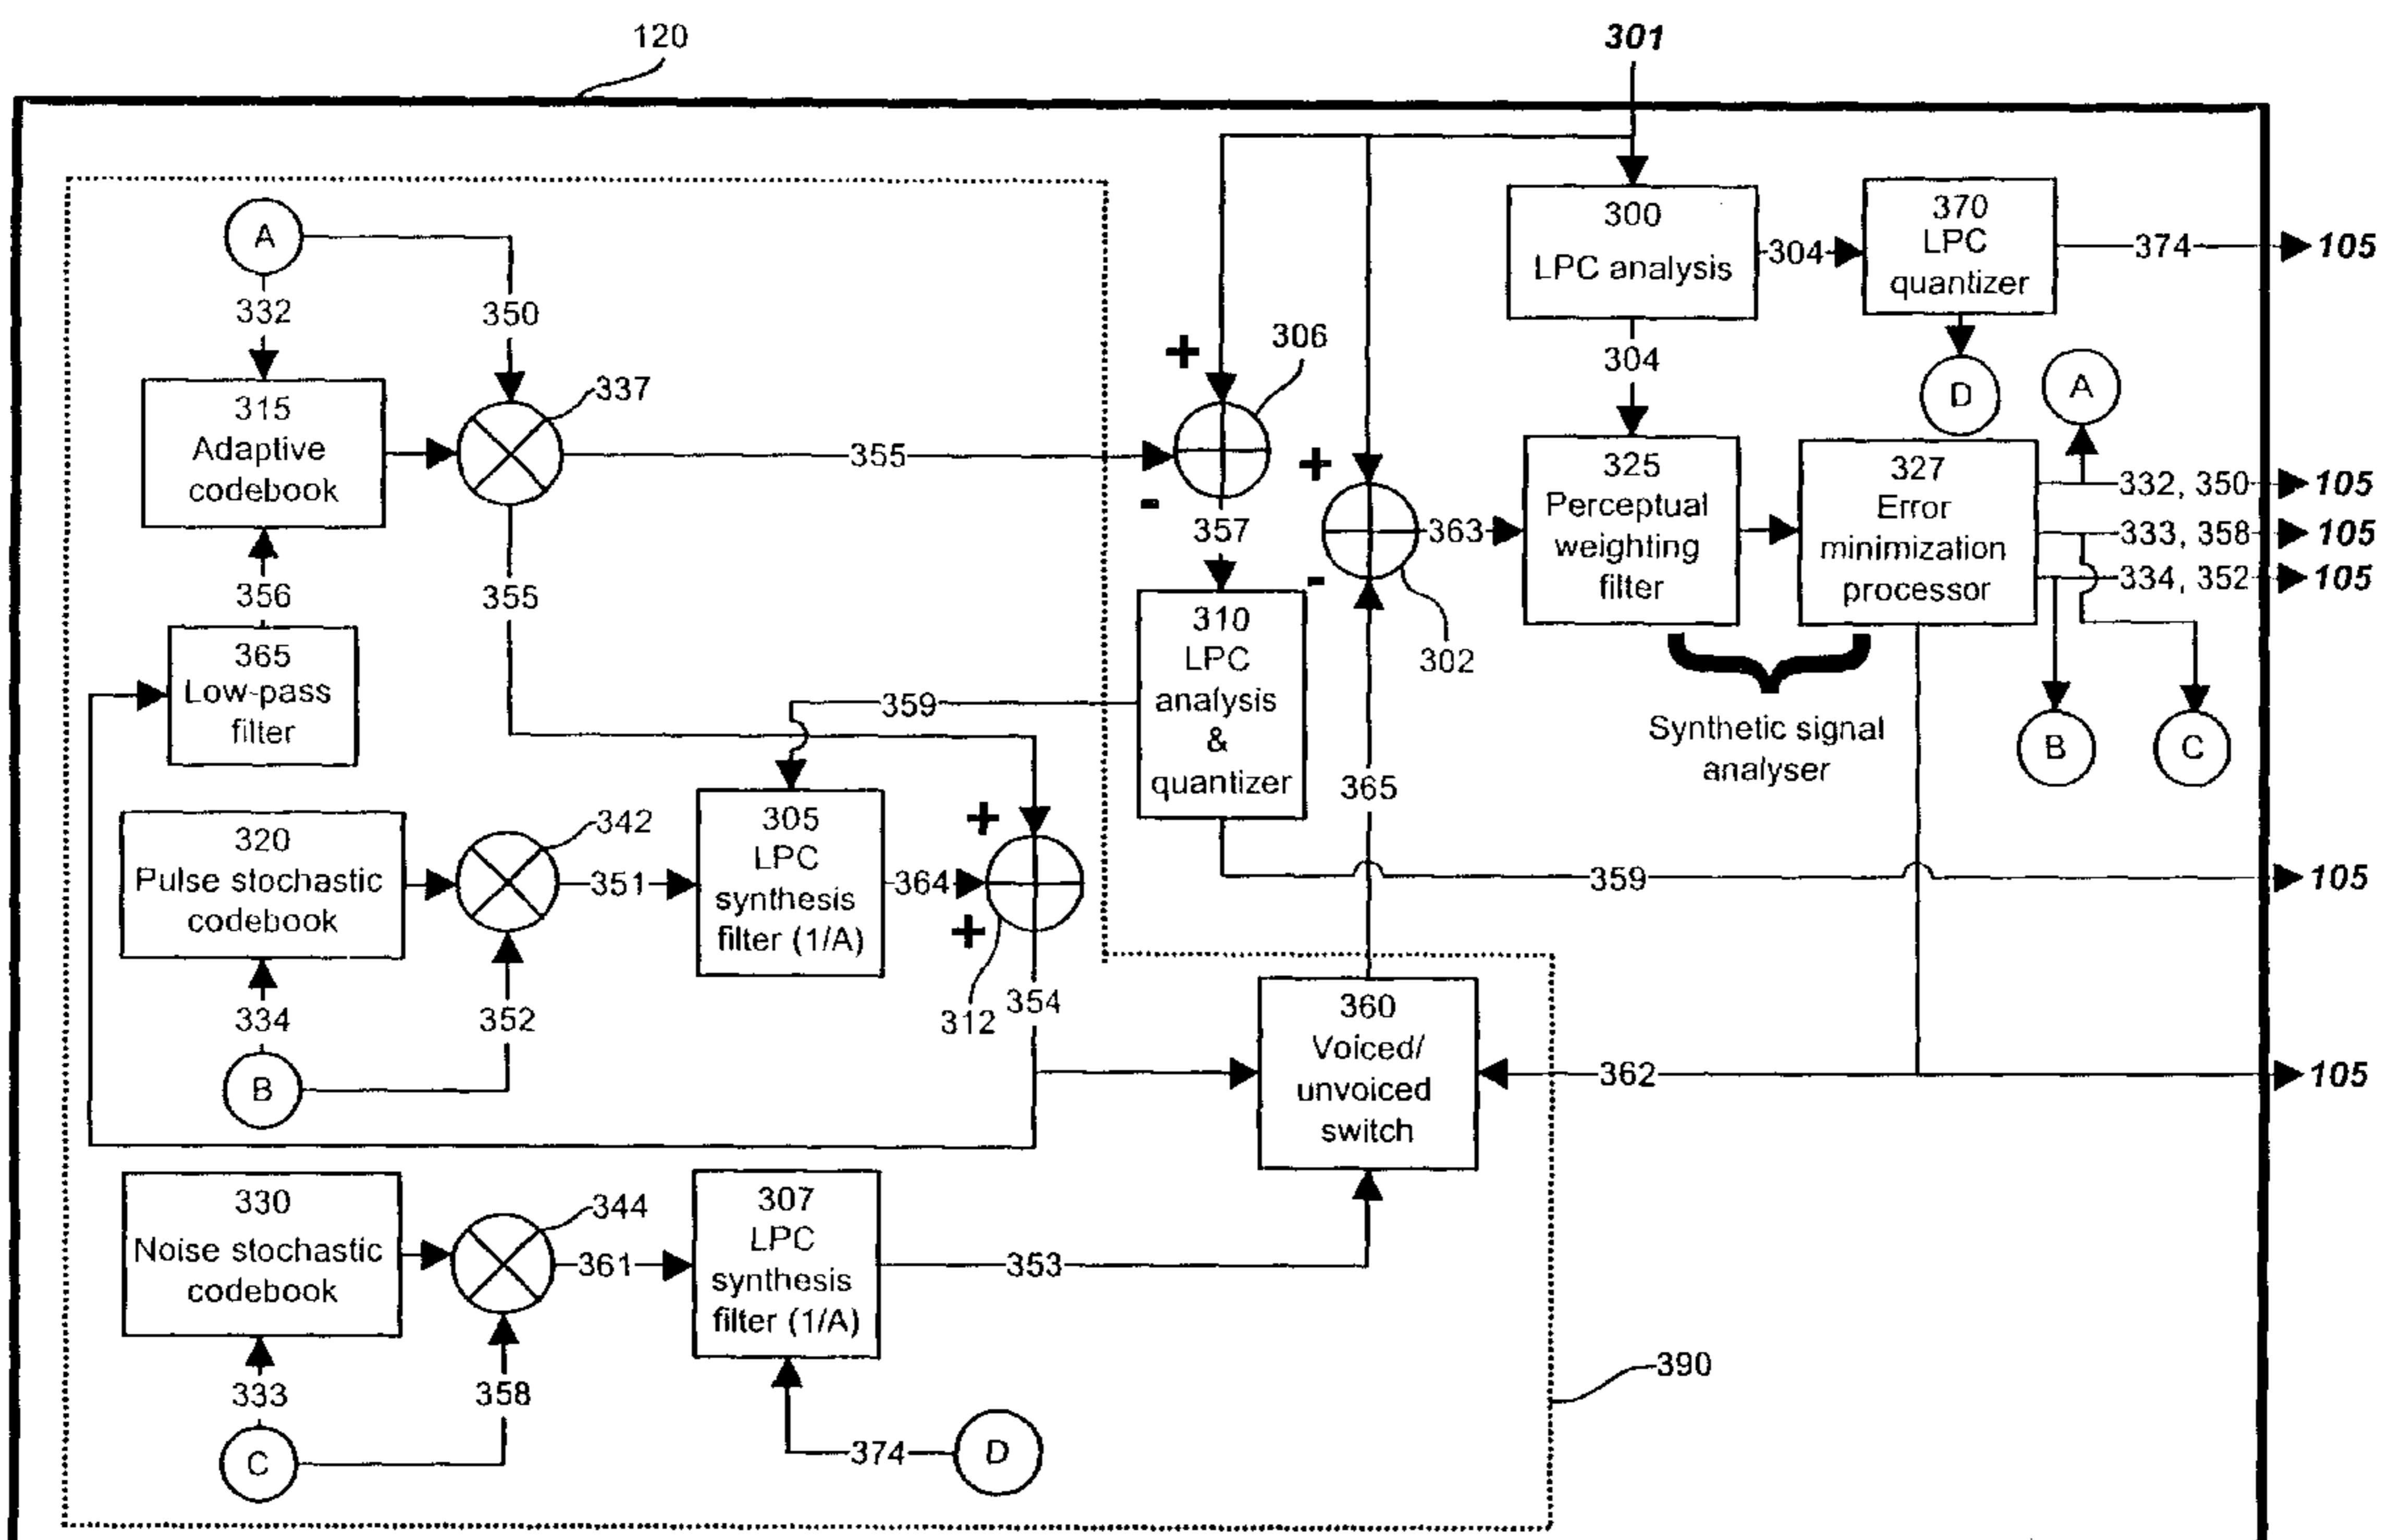 120
301
A
332
350
315
Adaptive
codebook
337
355
355
356
365
Low-pass
filter
320
Pulse stochastic
codebook
342
351
334
352
B
359
305
LPC
synthesis
filter (1/A)
364
+
+
312
354
330
Noise stochastic
codebook
344
361
333
358
C
307
LPC
synthesis
filter (1/A)
353
374
D
+
-
306
357
310
LPC
analysis
&
quantizer
+
-
302
363
365
300
LPC analysis
304
304
370
LPC
quantizer
374
105
D
A
325
Perceptual
weighting
filter
327
Error
minimization
processor
332, 350
105
333, 358
105
334, 352
105
Synthetic signal
analyser
B
C
359
105
360
Voiced/
unvoiced
switch
362
105
390